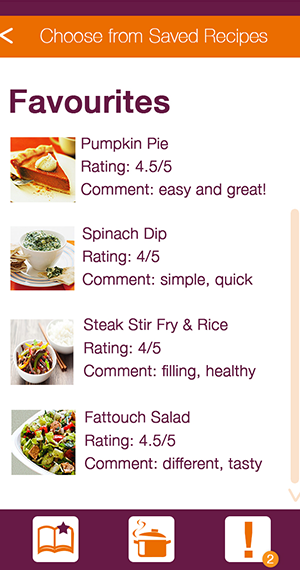 Choose from Saved Recipes
Favourites
Pumpkin Pie
Rating: 4.5/5
Comment: easy and great!
Spinach Dip
Rating: 4/5
Comment: simple, quick
Steak Stir Fry & Rice
Rating: 4/5
Comment: filling, healthy
Fattouch Salad
Rating: 4.5/5
Comment: different, tasty
2